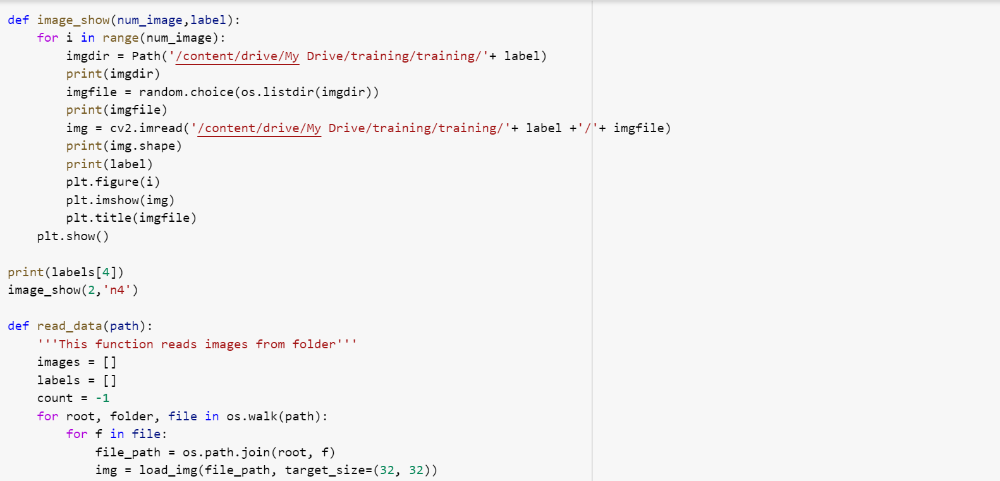 def image_show(num_image,label):
    for i in range(num_image):
        imgdir = Path('/content/drive/My Drive/training/training/'+ label)
        print(imgdir)
        imgfile = random.choice(os.listdir(imgdir))
        print(imgfile)
        img = cv2.imread('/content/drive/My Drive/training/training/'+ label +'/'+ imgfile)
        print(img.shape)
        print(label)
        plt.figure(i)
        plt.imshow(img)
        plt.title(imgfile)
    plt.show()

print(labels[4])
image_show(2,'n4')

def read_data(path):
    '''This function reads images from folder'''
    images = []
    labels = []
    count = -1
    for root, folder, file in os.walk(path):
        for f in file:
            file_path = os.path.join(root, f)
            img = load_img(file_path, target_size=(32, 32))